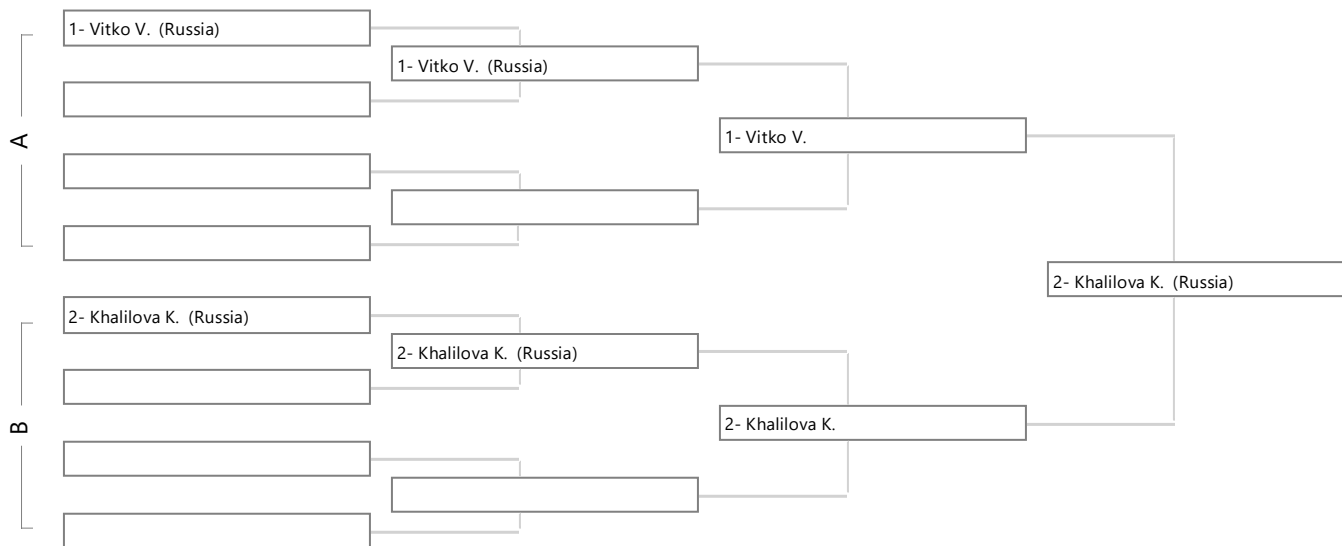 1- Vitko V. (Russia)
1- Vitko V. (Russia)
A
1- Vitko V.
2- Khalilova K. (Russia)
2- Khalilova K. (Russia)
2- Khalilova K. (Russia)
B
2- Khalilova K.